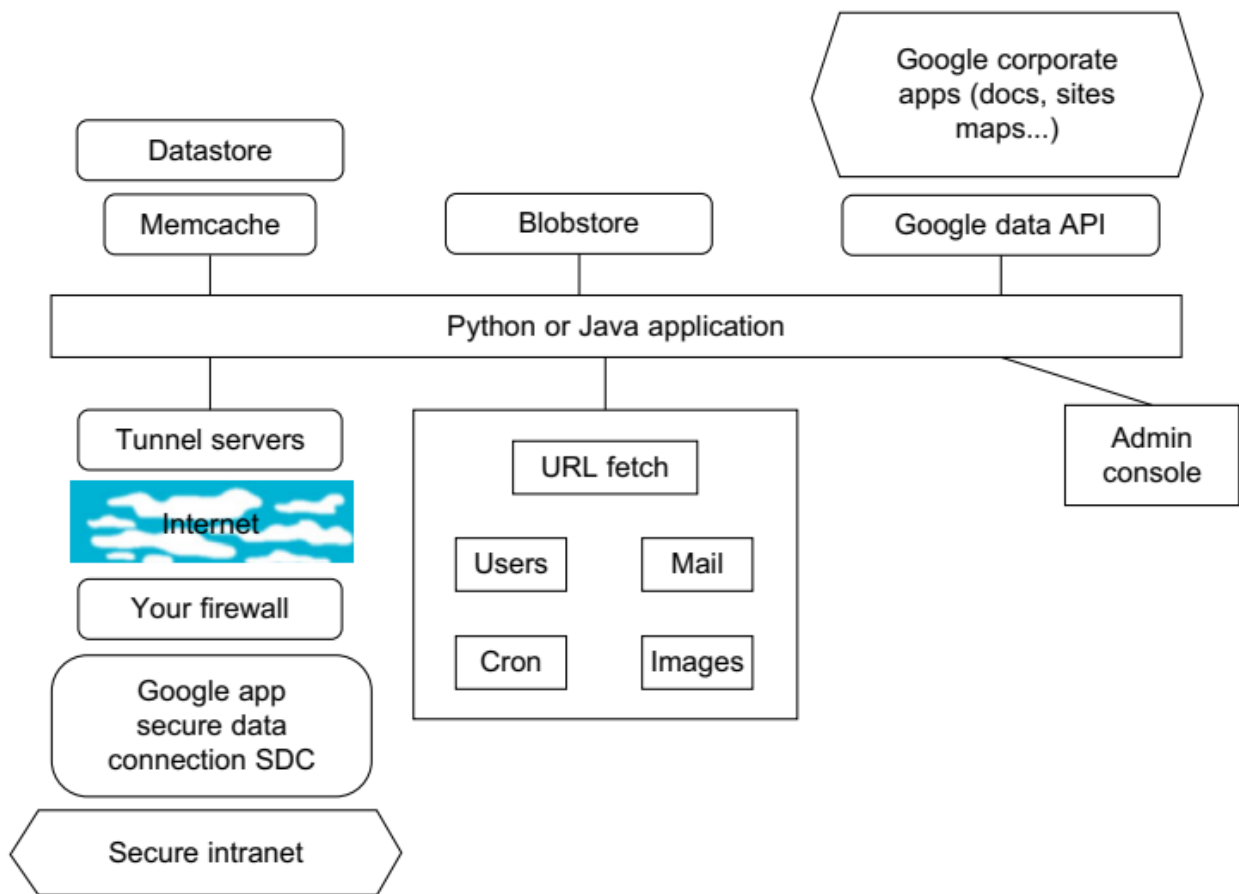 Google corporate
apps (docs, sites
maps...)
Datastore
Memcache
Blobstore
Google data API
Python or Java application
Tunnel servers
URL fetch
Admin
console
Internet
Users
Mail
Your firewall
Cron
Images
Google app
secure data
connection SDC
Secure intranet